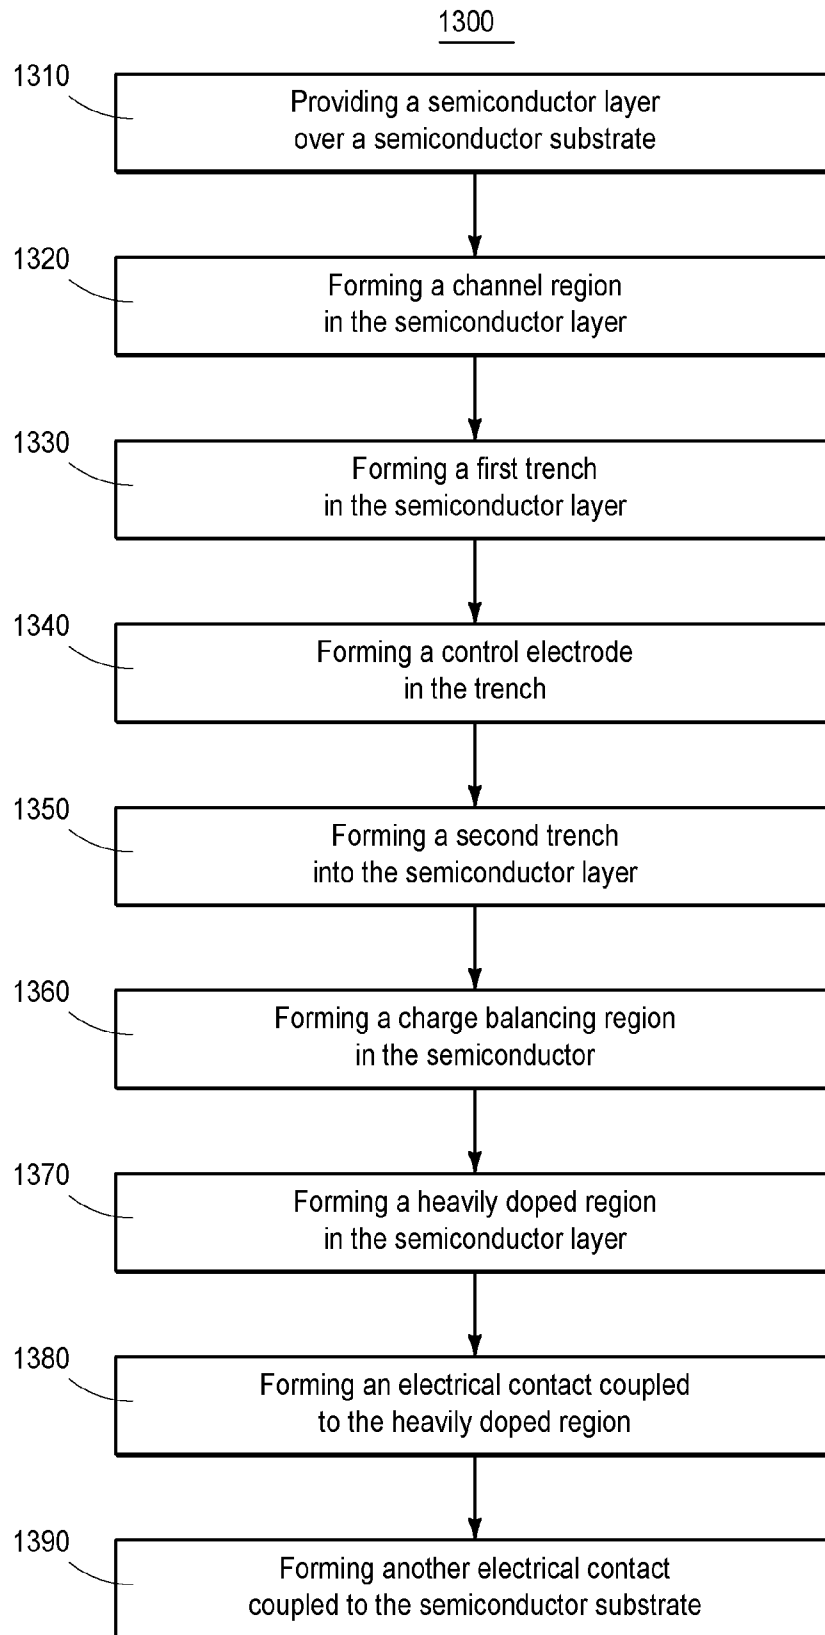 1300
1310
Providing a semiconductor layer
over a semiconductor substrate
1320
Forming a channel region
in the semiconductor layer
1330
Forming a first trench
in the semiconductor layer
1340
Forming a control electrode
in the trench
1350
Forming a second trench
into the semiconductor layer
1360
Forming a charge balancing region
in the semiconductor
1370
Forming a heavily doped region
in the semiconductor layer
1380
Forming an electrical contact coupled
to the heavily doped region
1390
Forming another electrical contact
coupled to the semiconductor substrate